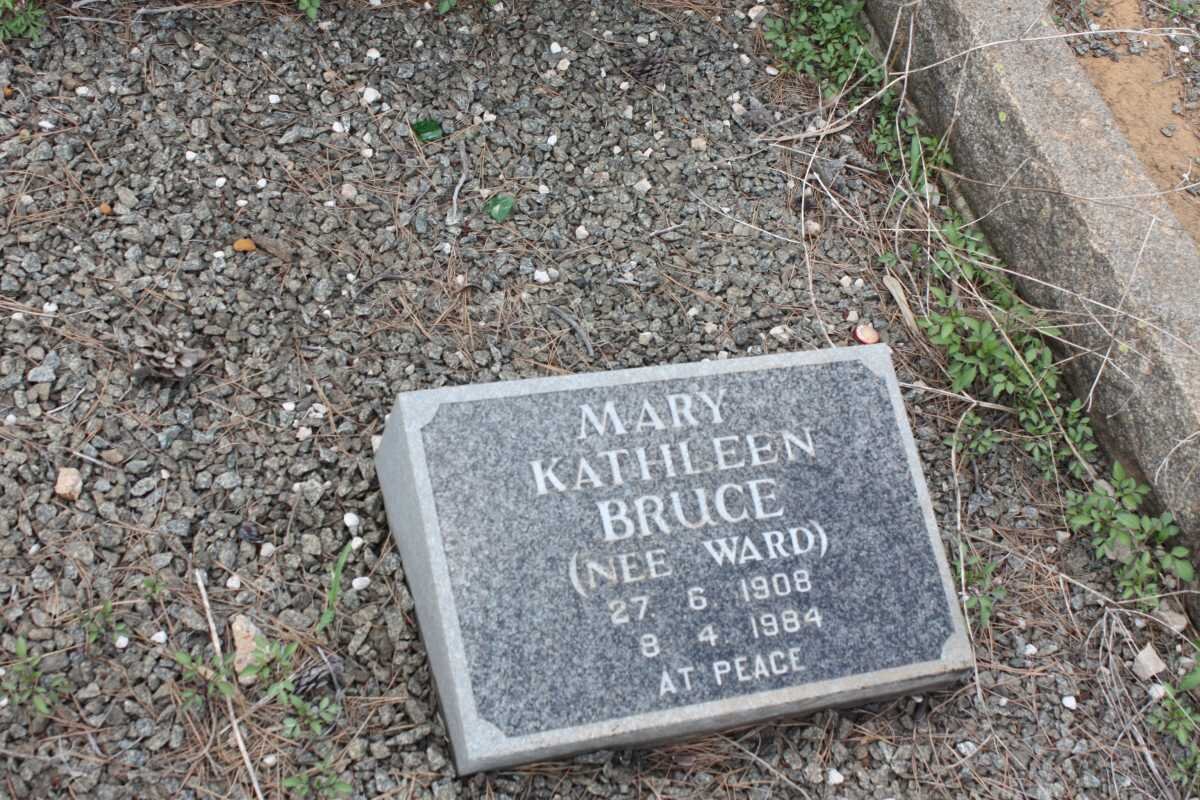 MARY
KATHLEEN
BRUCE
(NEE WARD)
27. 6. 1908
8. 4. 1984
AT PEACE